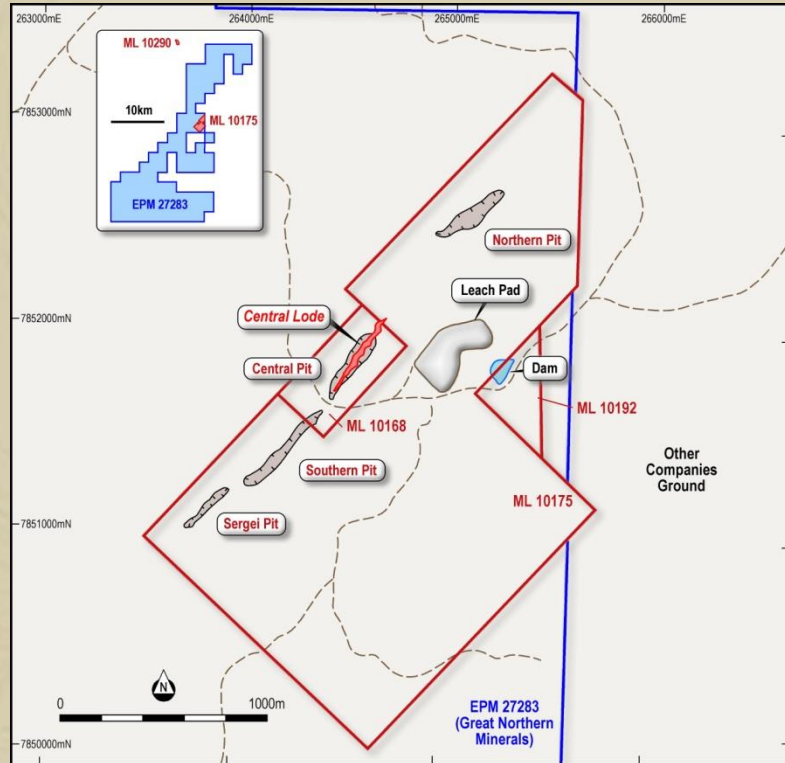 263000mE
264000mE
265000mE
266000mE
ML 10290
10km
ML 10175
EPM 27283
7853000mN
Northern Pit
Leach Pad
7852000mN
Central Lode
Central Pit
Dam
ML 10192
ML 10168
Other
Companies
Ground
Southern Pit
ML 10175
7851000mN
Sergei Pit
N
0
1000m
EPM 27283
(Great Northern
Minerals)
7850000mN